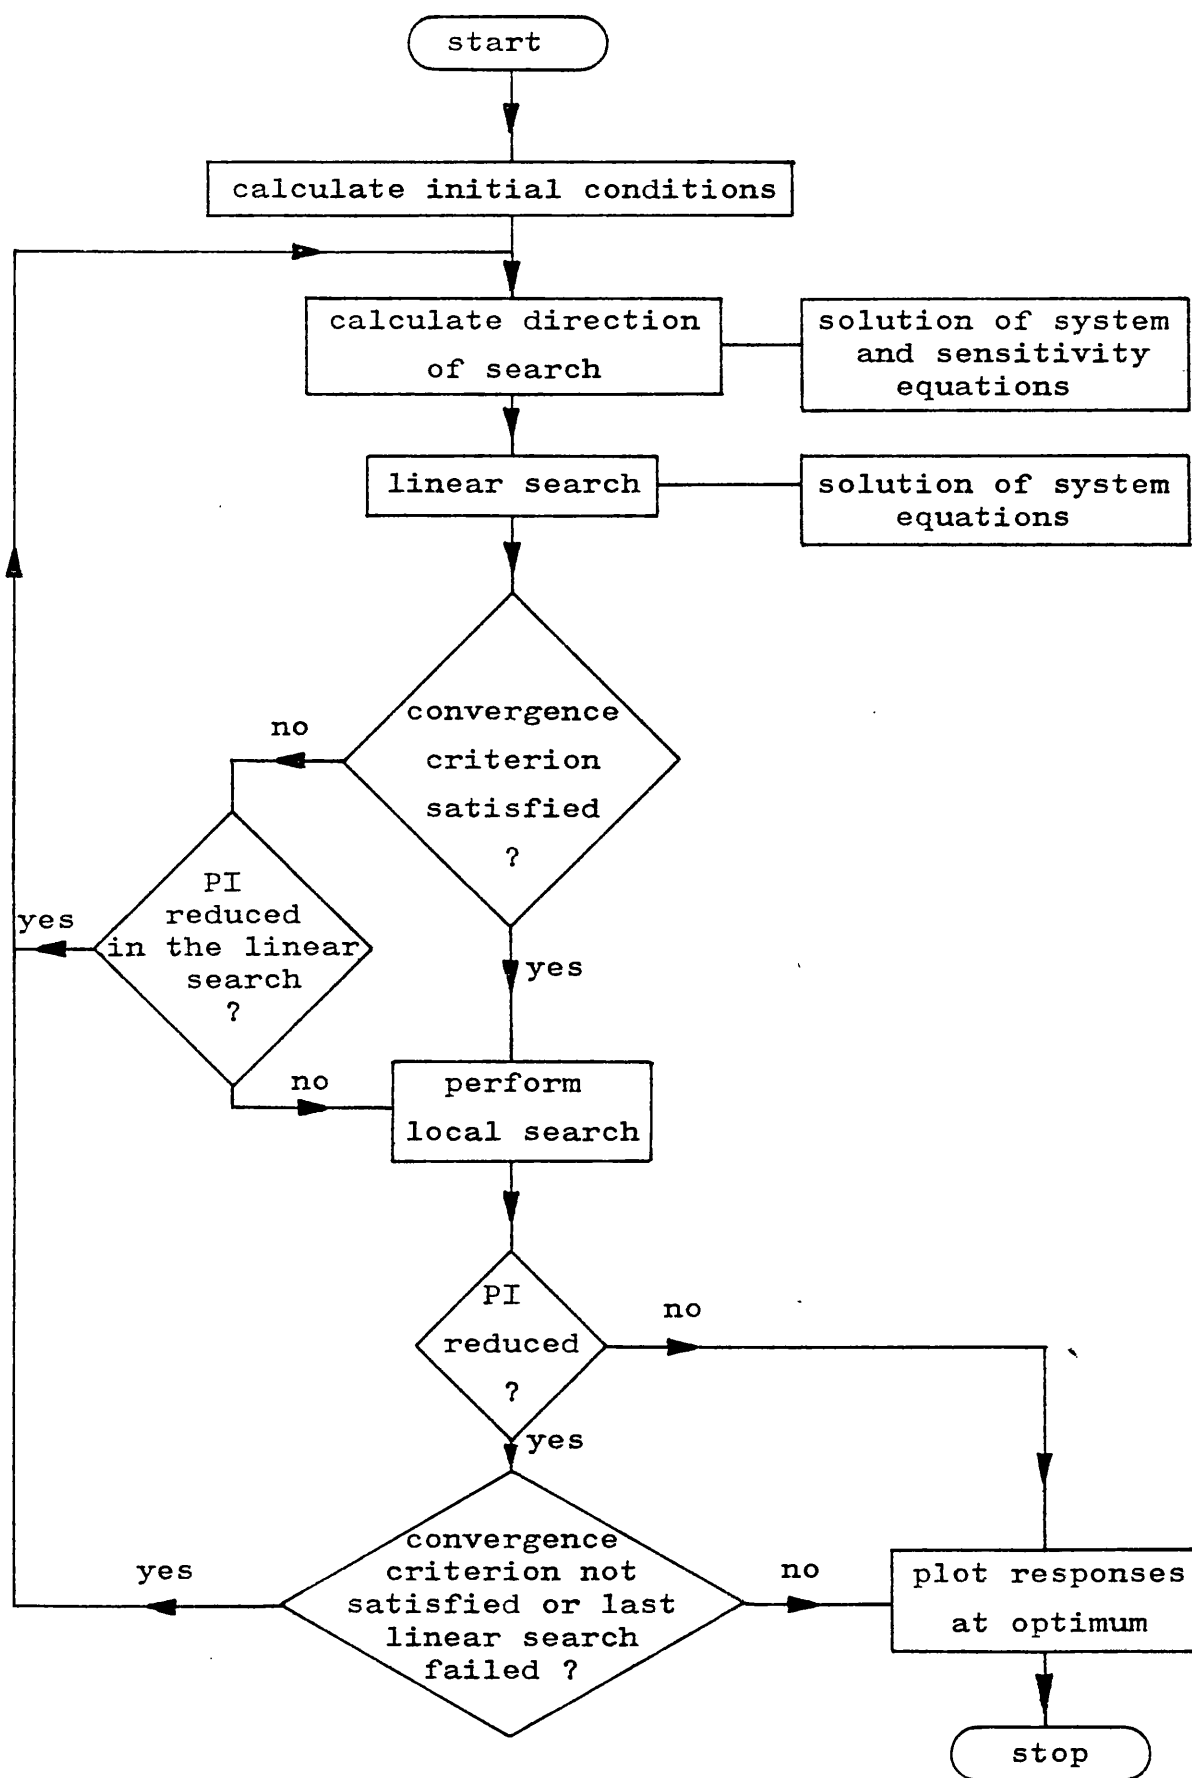 start
calculate initial conditions
calculate direction
of search
solution of system
and sensitivity
equations
linear search
solution of system
equations
convergence
criterion
satisfied
?
no
PI
reduced
in the linear
search
?
yes
yes
no
perform
local search
PI
reduced
?
no
yes
convergence
criterion not
satisfied or last
linear search
failed ?
yes
no
plot responses
at optimum
stop